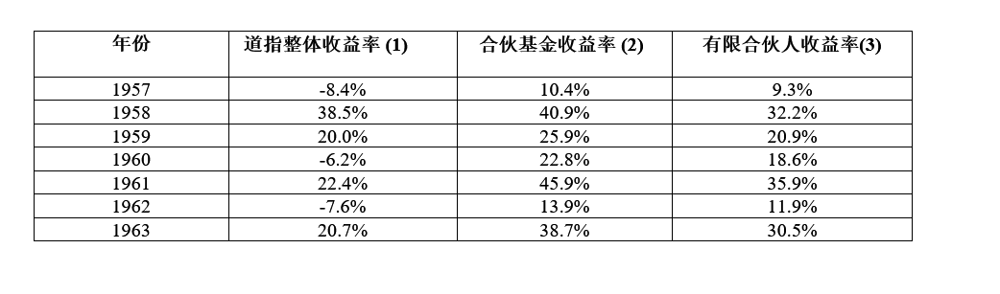 年份 道指整体收益率 (1) 合伙基金收益率 (2) 有限合伙人收益率(3)
1957 -8.4% 10.4% 9.3%
1958 38.5% 40.9% 32.2%
1959 20.0% 25.9% 20.9%
1960 -6.2% 22.8% 18.6%
1961 22.4% 45.9% 35.9%
1962 -7.6% 13.9% 11.9%
1963 20.7% 38.7% 30.5%